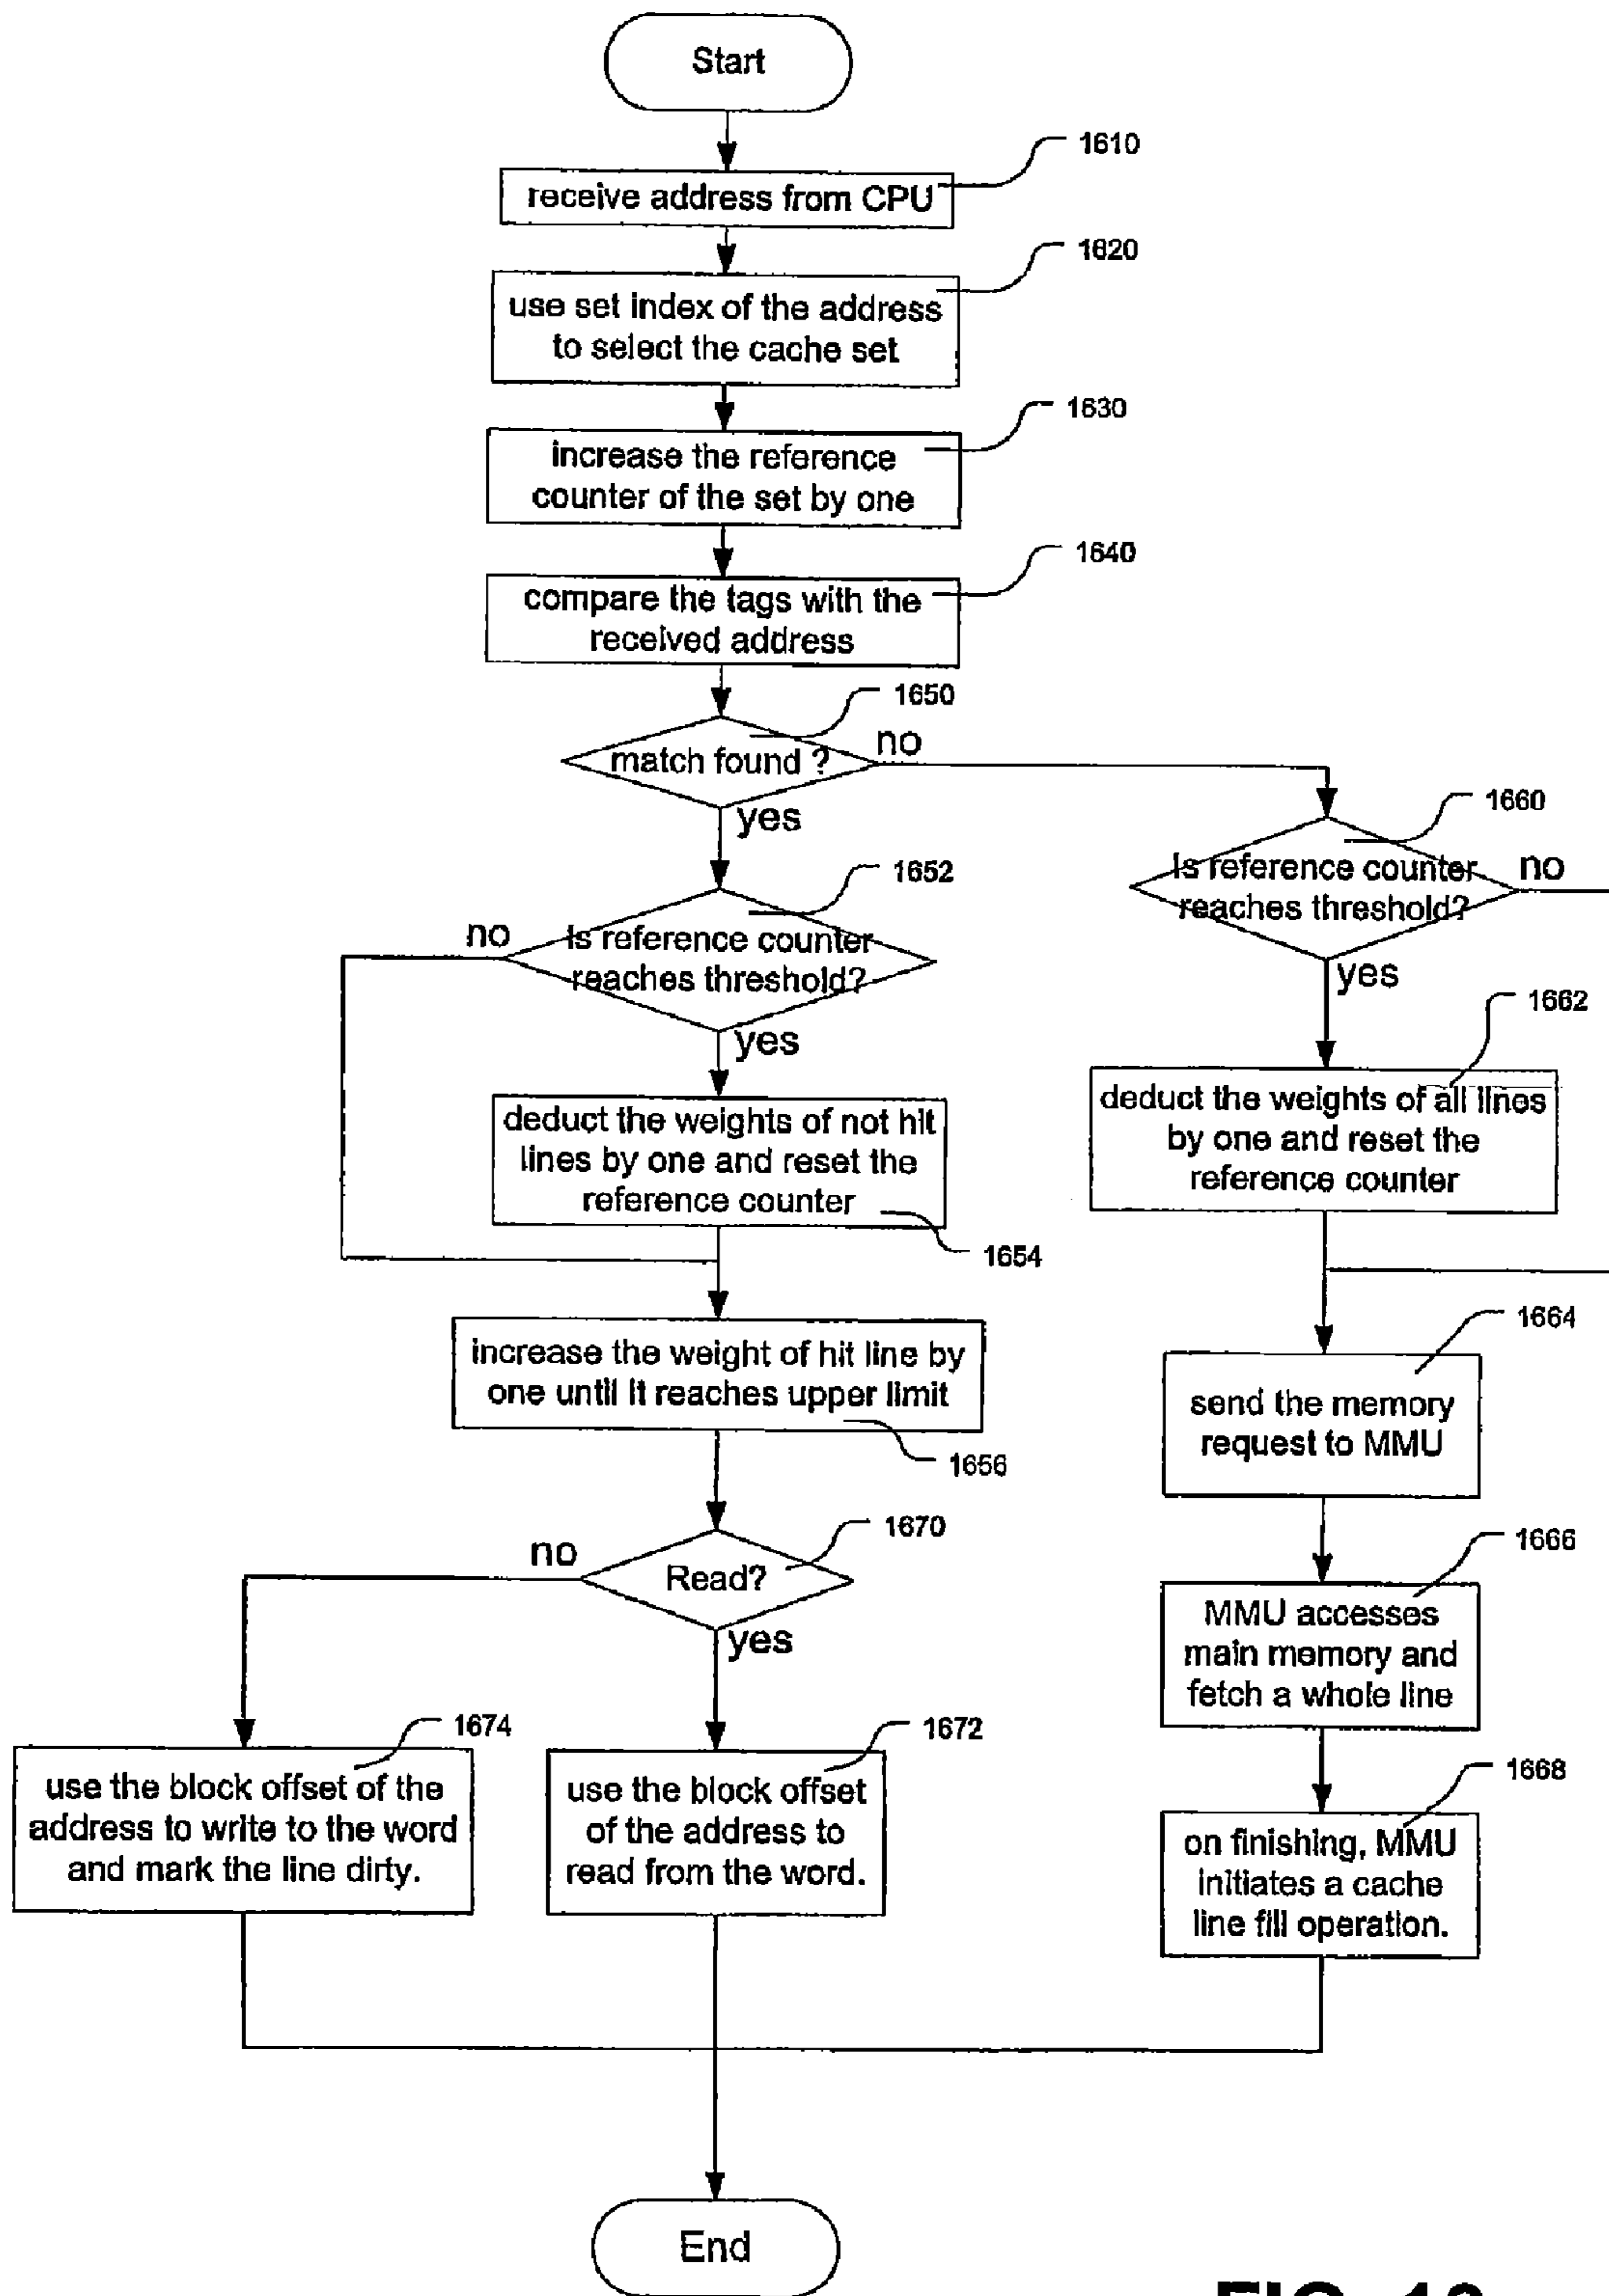 Start
1610
receive address from CPU
1620
use set index of the address
to select the cache set
1630
increase the reference
counter of the set by one
1640
compare the tags with the
received address
1650
match found ?
no
yes
1660
Is reference counter
reaches threshold?
no
yes
1652
Is reference counter
reaches threshold?
no
yes
1662
deduct the weights of all lines
by one and reset the
reference counter
deduct the weights of not hit
lines by one and reset the
reference counter
1654
1664
send the memory
request to MMU
increase the weight of hit line by
one until it reaches upper limit
1656
1670
Read?
no
yes
1666
MMU accesses
main memory and
fetch a whole line
1674
use the block offset of the
address to write to the word
and mark the line dirty.
1672
use the block offset
of the address to
read from the word.
1668
on finishing, MMU
initiates a cache
line fill operation.
End